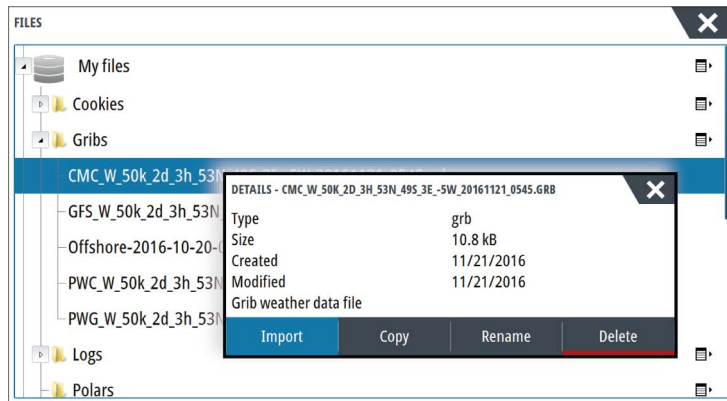 FILES
My files
Cookies
Gribs
CMC_W_50k_2d_3h_53N
DETAILS - CMC_W_50K_2D_3H_53N_49S_3E_-5W_20161121_0545.GRB
GFS_W_50k_2d_3h_53N
Type grb
Size 10.8 kB
Offshore-2016-10-20-
Created 11/21/2016
PWC_W_50k_2d_3h_53N
Modified 11/21/2016
Grib weather data file
PWG_W_50k_2d_3h_53N
Import Copy Rename Delete
Logs
Polars